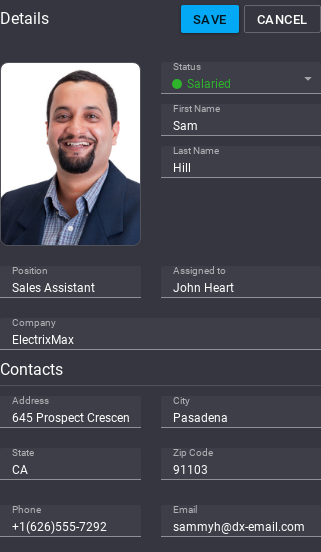 Details
SAVE
CANCEL
Status
Salaried
First Name
Sam
Last Name
Hill
Position
Sales Assistant
Assigned to
John Heart
Company
ElectrixMax
Contacts
Address
645 Prospect Crescen
City
Pasadena
State
CA
Zip Code
91103
Phone
+1(626)555-7292
Email
sammyh@dx-email.com